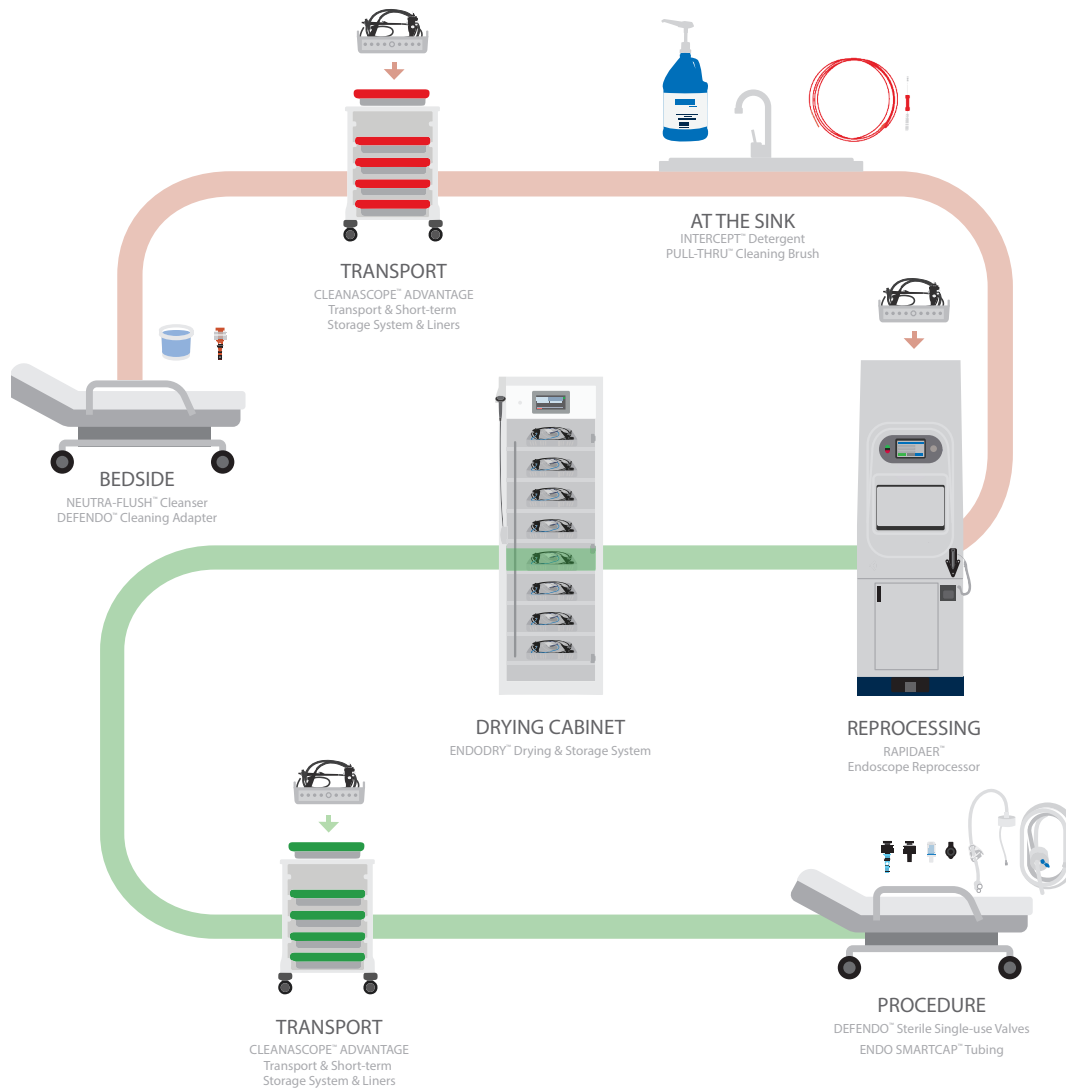 AT THE SINK
INTERCEPT™ Detergent
PULL-THRU™ Cleaning Brush
TRANSPORT
CLEANASCOPE™ ADVANTAGE
Transport & Short-term
Storage System & Liners
BEDSIDE
NEUTRA-FLUSH™ Cleanser
DEFENDO™ Cleaning Adapter
DRYING CABINET
ENDODRY™ Drying & Storage System
REPROCESSING
RAPIDAER™
Endoscope Reprocessor
TRANSPORT
CLEANASCOPE™ ADVANTAGE
Transport & Short-term
Storage System & Liners
PROCEDURE
DEFENDO™ Sterile Single-use Valves
ENDO SMARTCAP™ Tubing